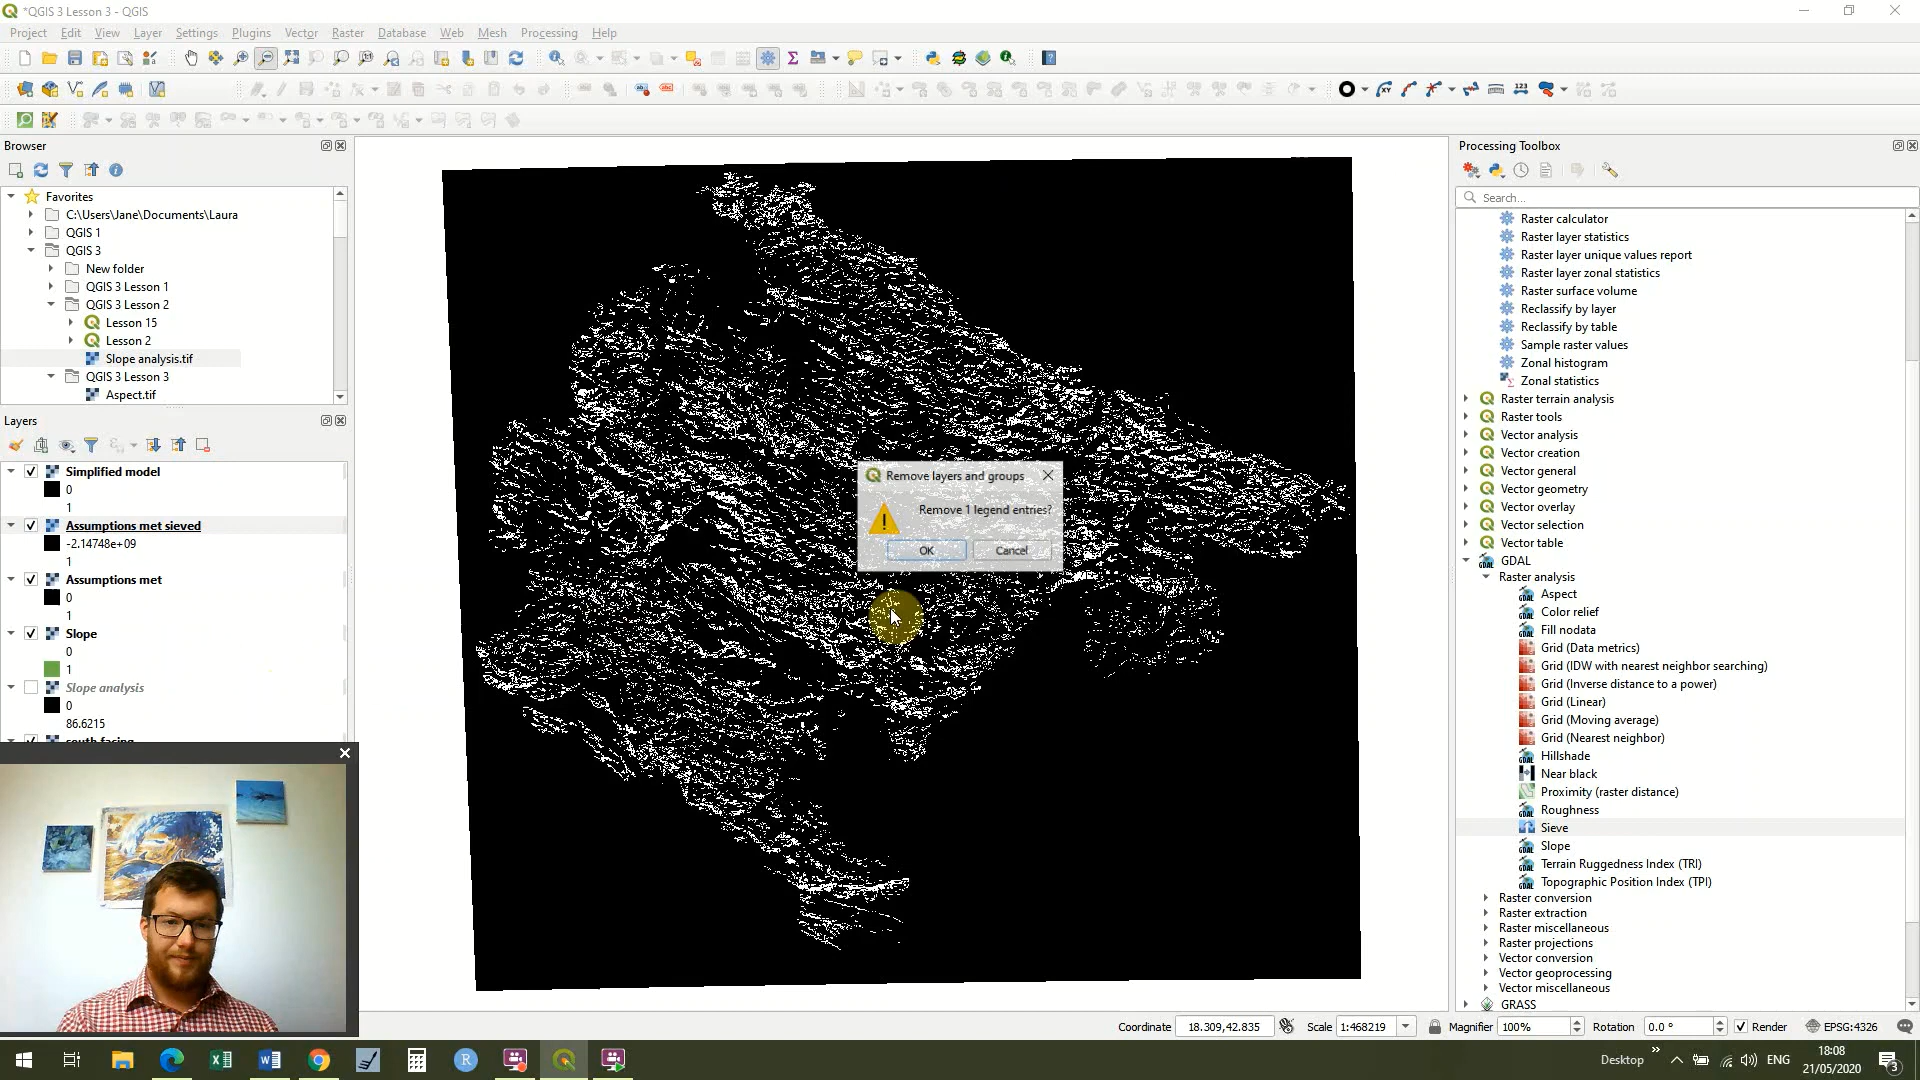 *QGIS 3 Lesson 3 - QGIS
Project Edit View Layer Settings Plugins Vector Raster Database Web Mesh Processing Help
Browser
Favorites
C:\Users\Jane\Documents\Laura
QGIS 1
QGIS 3
New folder
QGIS 3 Lesson 1
QGIS 3 Lesson 2
Lesson 15
Lesson 2
Slope analysis.tif
QGIS 3 Lesson 3
Aspect.tif
Layers
Simplified model
0
1
Assumptions met sieved
-2.14748e+09
1
Assumptions met
0
1
Slope
0
1
Slope analysis
0
86.6215
south facing
Remove layers and groups
Remove 1 legend entries?
OK Cancel
Processing Toolbox
Search...
Raster calculator
Raster layer statistics
Raster layer unique values report
Raster layer zonal statistics
Raster surface volume
Reclassify by layer
Reclassify by table
Sample raster values
Zonal histogram
Zonal statistics
Raster terrain analysis
Raster tools
Vector analysis
Vector creation
Vector general
Vector geometry
Vector overlay
Vector selection
Vector table
GDAL
Raster analysis
Aspect
Color relief
Fill nodata
Grid (Data metrics)
Grid (IDW with nearest neighbor searching)
Grid (Inverse distance to a power)
Grid (Linear)
Grid (Moving average)
Grid (Nearest neighbor)
Hillshade
Near black
Proximity (raster distance)
Roughness
Sieve
Slope
Terrain Ruggedness Index (TRI)
Topographic Position Index (TPI)
Raster conversion
Raster extraction
Raster miscellaneous
Raster projections
Vector conversion
Vector geoprocessing
Vector miscellaneous
GRASS
Coordinate 18.309,42.835 Scale 1:468219 Magnifier 100% Rotation 0.0 ° Render EPSG:4326
Desktop ENG 18:08
21/05/2020 3